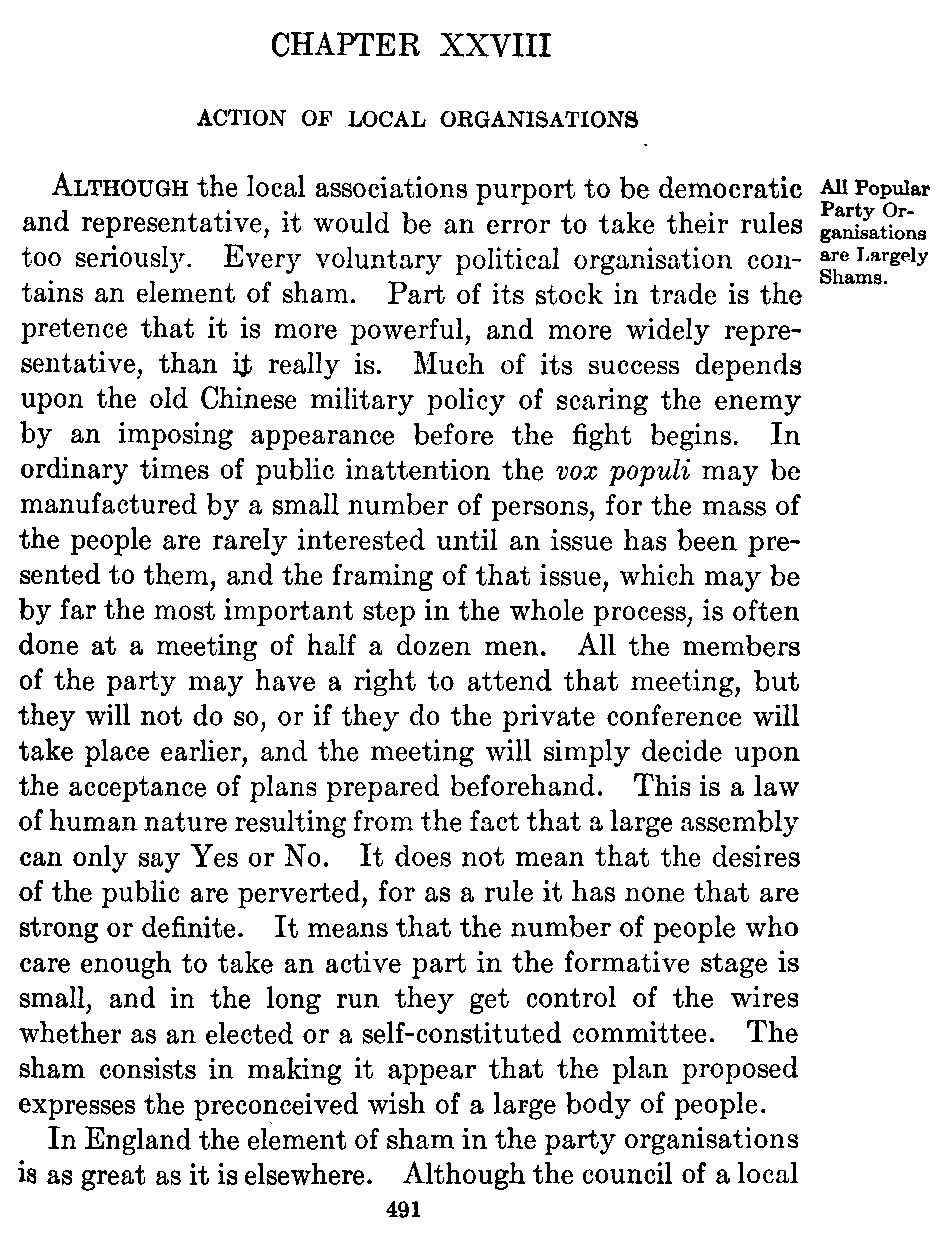 CHAPTER XXVIII
ACTION OF LOCAL ORGANISATIONS
ALTHOUGH the local associations purport to be democratic
and representative, it would be an error to take their rules
too seriously. Every voluntary political organisation con-
tains an element of sham. Part of its stock in trade is the
pretence that it is more powerful, and more widely repre-
sentative, than it really is. Much of its success depends
upon the old Chinese military policy of scaring the enemy
by an imposing appearance before the fight begins. In
ordinary times of public inattention the vox populi may be
manufactured by a small number of persons, for the mass of
the people are rarely interested until an issue has been pre-
sented to them, and the framing of that issue, which may be
by far the most important step in the whole process, is often
done at a meeting of half a dozen men. All the members
of the party may have a right to attend that meeting, but
they will not do so, or if they do the private conference will
take place earlier, and the meeting will simply decide upon
the acceptance of plans prepared beforehand. This is a law
of human nature resulting from the fact that a large assembly
can only say Yes or No. It does not mean that the desires
of the public are perverted, for as a rule it has none that are
strong or definite. It means that the number of people who
care enough to take an active part in the formative stage is
small, and in the long run they get control of the wires
whether as an elected or a self-constituted committee. The
sham consists in making it appear that the plan proposed
expresses the preconceived wish of a large body of people.
In England the element of sham in the party organisations
is as great as it is elsewhere. Although the council of a local
All Popular
Party Or-
ganisations
are Largely
Shams.
491